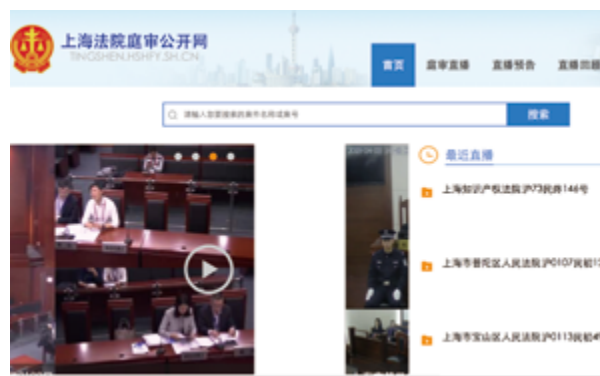 上海法院庭审公开网
TINGSHEN.HSHFY.SH.CN
首页 庭审直播 直播预告 直播回顾
请输入您要搜索的案件名称或案号 搜索
最近直播
上海知识产权法院沪73民终146号
上海市普陀区人民法院沪0107民初1
上海市宝山区人民法院沪0113民初4